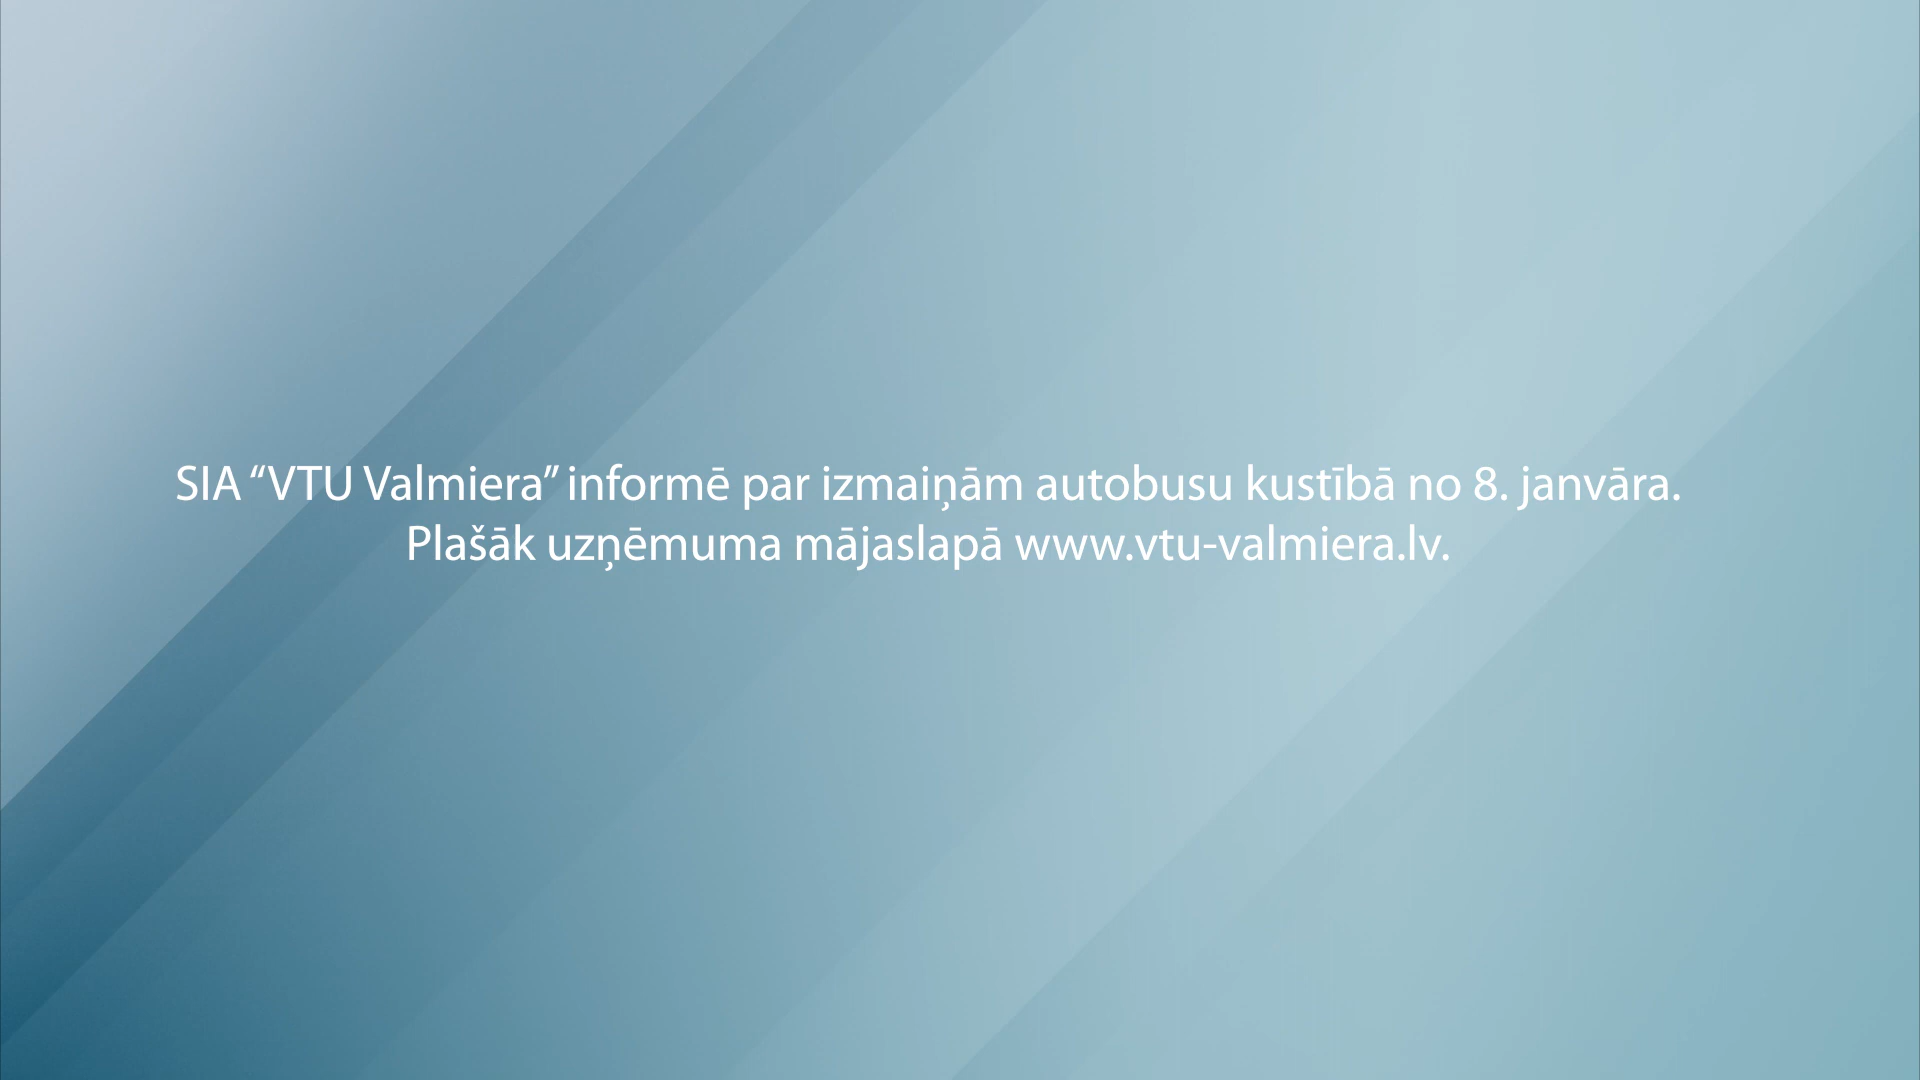 SIA “VTU Valmiera” informē par izmaiņām autobusu kustībā no 8. janvāra.
Plašāk uzņēmuma mājaslapā www.vtu-valmiera.lv.